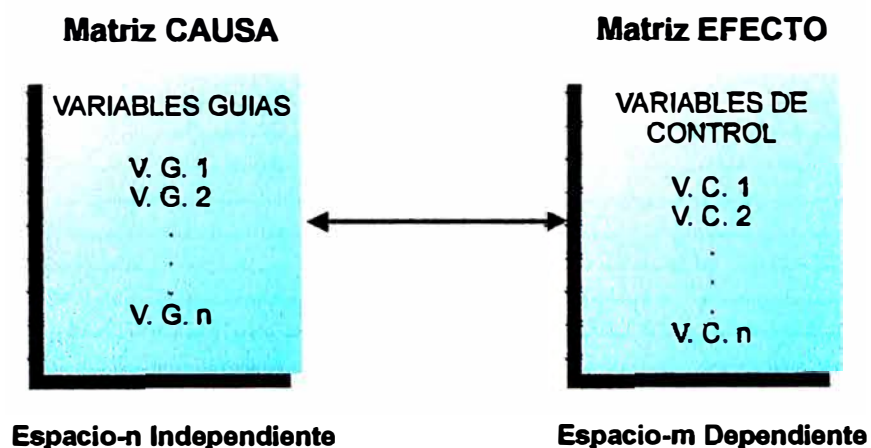 Matriz CAUSA
VARIABLES GUIAS
V. G. 1
V. G. 2
.
.
.
V. G. n
Espacio-n Independiente
Matriz EFECTO
VARIABLES DE
CONTROL
V. C. 1
V. C. 2
.
.
.
V. C. n
Espacio-m Dependiente